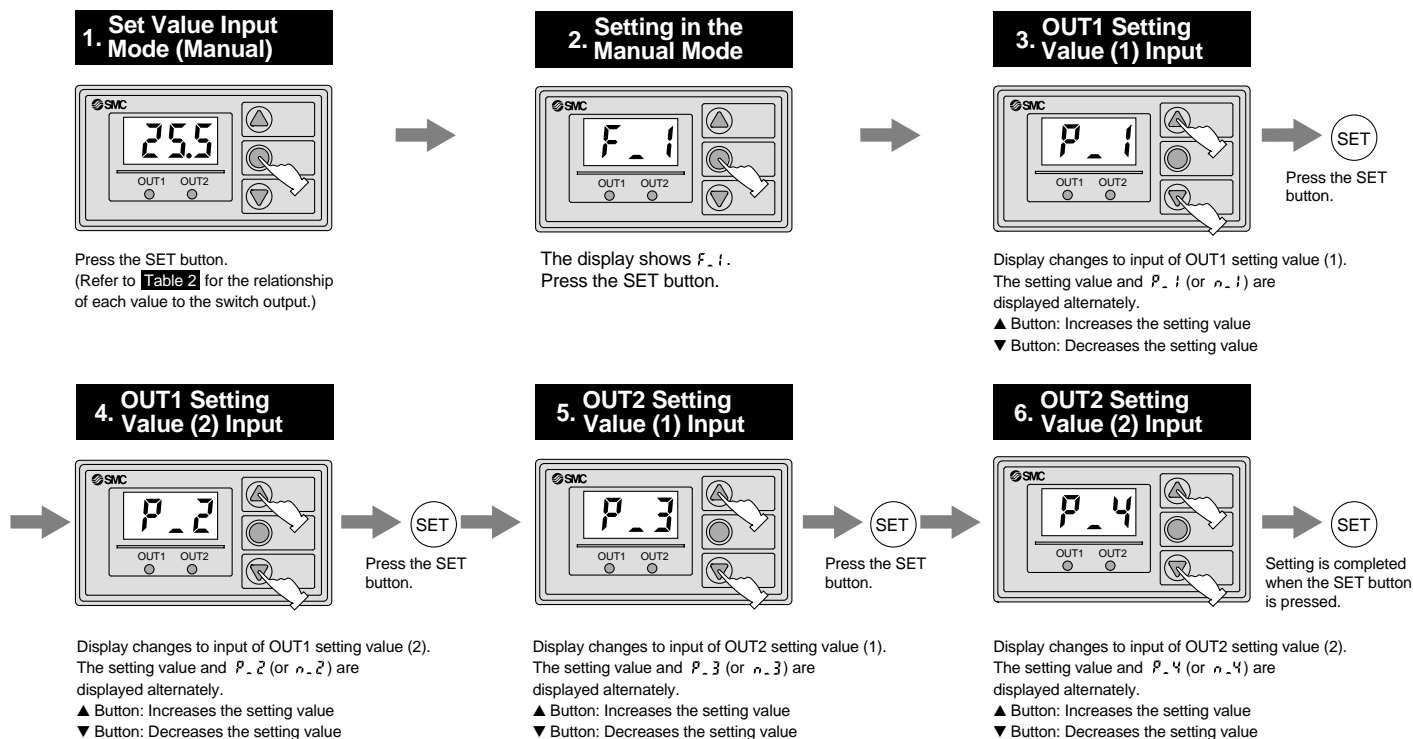 1. Set Value Input
Mode (Manual)
SMC
25.5
OUT1 OUT2
Press the SET button.
(Refer to Table 2 for the relationship
of each value to the switch output.)
2. Setting in the
Manual Mode
SMC
F_1
OUT1 OUT2
The display shows F_1.
Press the SET button.
3. OUT1 Setting
Value (1) Input
SMC
P_1
OUT1 OUT2
SET
Press the SET
button.
Display changes to input of OUT1 setting value (1).
The setting value and P_1 (or n_1) are
displayed alternately.
▲ Button: Increases the setting value
▼ Button: Decreases the setting value
4. OUT1 Setting
Value (2) Input
SMC
P_2
OUT1 OUT2
SET
Press the SET
button.
Display changes to input of OUT1 setting value (2).
The setting value and P_2 (or n_2) are
displayed alternately.
▲ Button: Increases the setting value
▼ Button: Decreases the setting value
5. OUT2 Setting
Value (1) Input
SMC
P_3
OUT1 OUT2
SET
Press the SET
button.
Display changes to input of OUT2 setting value (1).
The setting value and P_3 (or n_3) are
displayed alternately.
▲ Button: Increases the setting value
▼ Button: Decreases the setting value
6. OUT2 Setting
Value (2) Input
SMC
P_4
OUT1 OUT2
SET
Setting is completed
when the SET button
is pressed.
Display changes to input of OUT2 setting value (2).
The setting value and P_4 (or n_4) are
displayed alternately.
▲ Button: Increases the setting value
▼ Button: Decreases the setting value